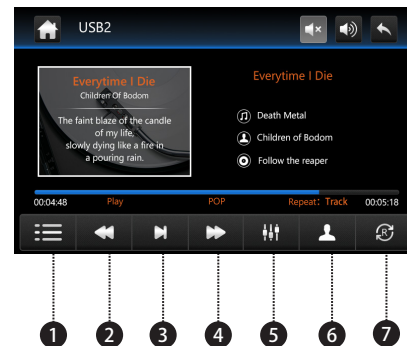 USB2
Everytime I Die
Children Of Bodom
The faint blaze of the candle
of my life,
slowly dying like a fire in
a pouring rain.
Everytime I Die
Death Metal
Children of Bodom
Follow the reaper
00:04:48 Play POP Repeat: Track 00:05:18
R
1 2 3 4 5 6 7